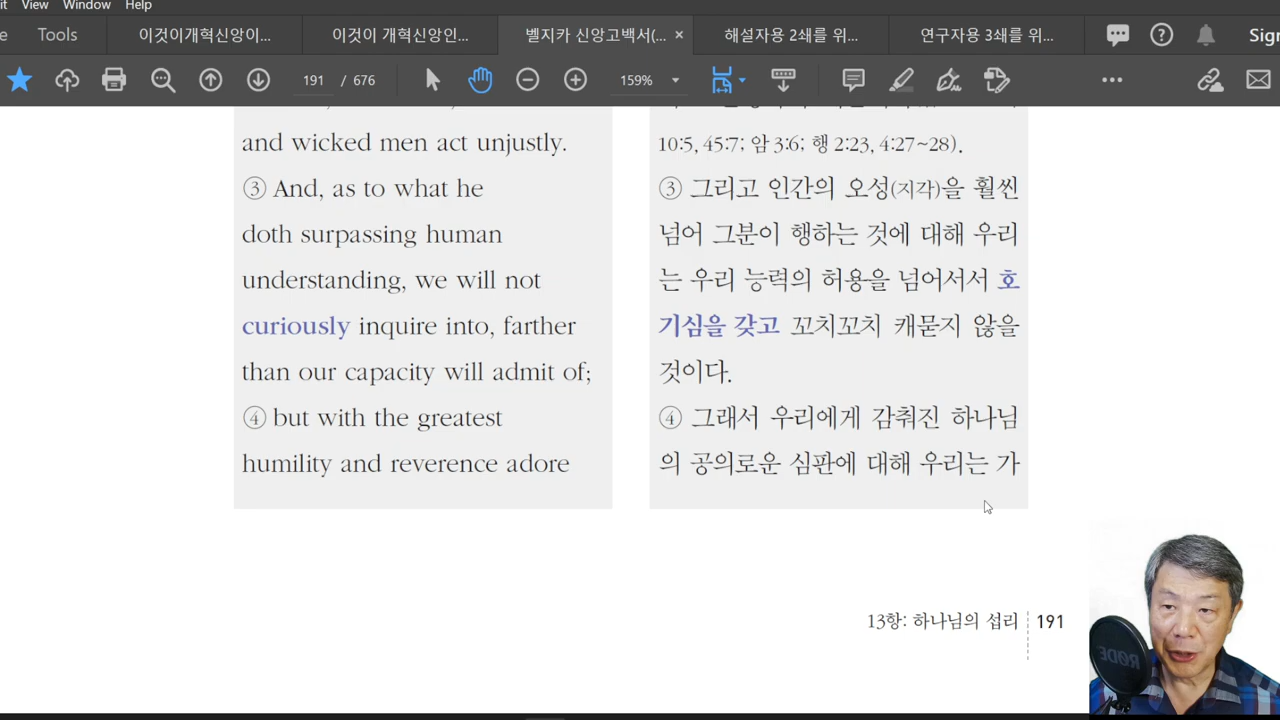 View Window Help
Tools 이것이개혁신앙이... 이것이 개혁신앙인... 벨지카 신앙고백서(... × 해설자용 2쇄를 위... 연구자용 3쇄를 위...
191 / 676 159%
and wicked men act unjustly.
③ And, as to what he
doth surpassing human
understanding, we will not
curiously inquire into, farther
than our capacity will admit of;
④ but with the greatest
humility and reverence adore
10:5, 45:7; 암 3:6; 행 2:23, 4:27~28).
③ 그리고 인간의 오성(지각)을 훨씬
넘어 그분이 행하는 것에 대해 우리
는 우리 능력의 허용을 넘어서서 호
기심을 갖고 꼬치꼬치 캐묻지 않을
것이다.
④ 그래서 우리에게 감춰진 하나님
의 공의로운 심판에 대해 우리는 가
13항: 하나님의 섭리 191
RODE